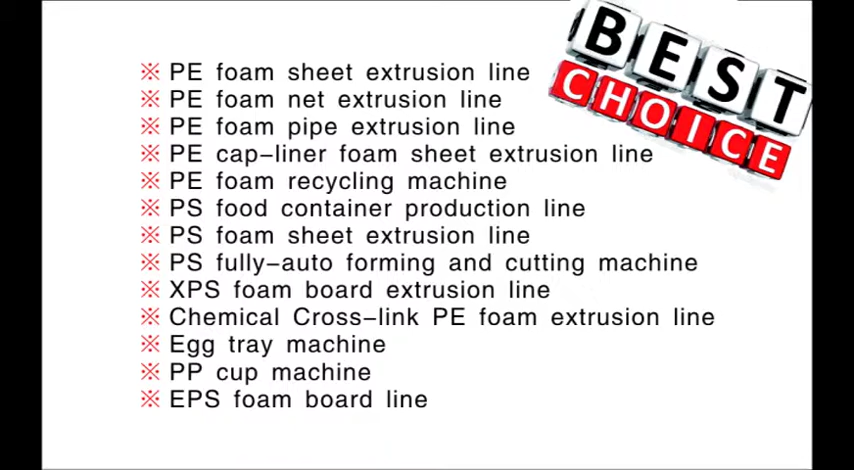 BEST
CHOICE
※ PE foam sheet extrusion line
※ PE foam net extrusion line
※ PE foam pipe extrusion line
※ PE cap-liner foam sheet extrusion line
※ PE foam recycling machine
※ PS food container production line
※ PS foam sheet extrusion line
※ PS fully-auto forming and cutting machine
※ XPS foam board extrusion line
※ Chemical Cross-link PE foam extrusion line
※ Egg tray machine
※ PP cup machine
※ EPS foam board line